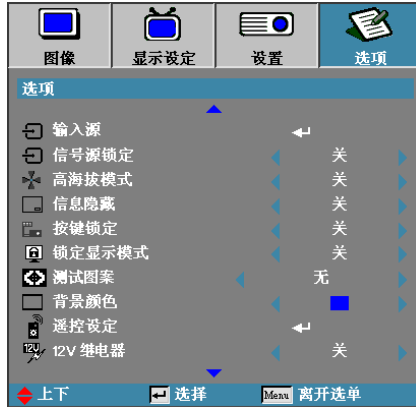 图像 显示设定 设置 选项
选项
输入源
信号源锁定 关
高海拔模式 关
信息隐藏 关
按键锁定 关
锁定显示模式 关
测试图案 无
背景颜色
遥控设定
12V 12V 继电器 关
上下 选择 Menu 离开选单